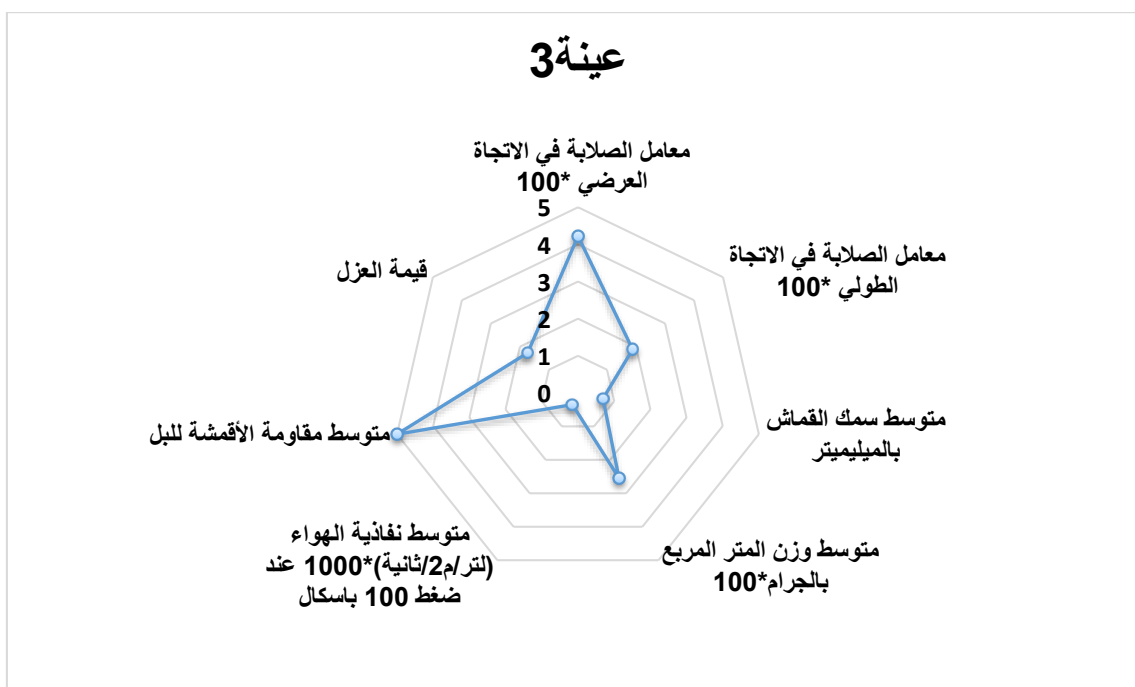 عينة3
معامل الصلابة في الاتجاة
العرضي *100
معامل الصلابة في الاتجاة
الطولي *100
متوسط سمك القماش
بالميليميتر
متوسط وزن المتر المربع
بالجرام*100
متوسط نفاذية الهواء
(لتر/م2/ثانية)*1000 عند
ضغط 100 باسكال
متوسط مقاومة الأقمشة للبل
قيمة العزل
5
4
3
2
1
0